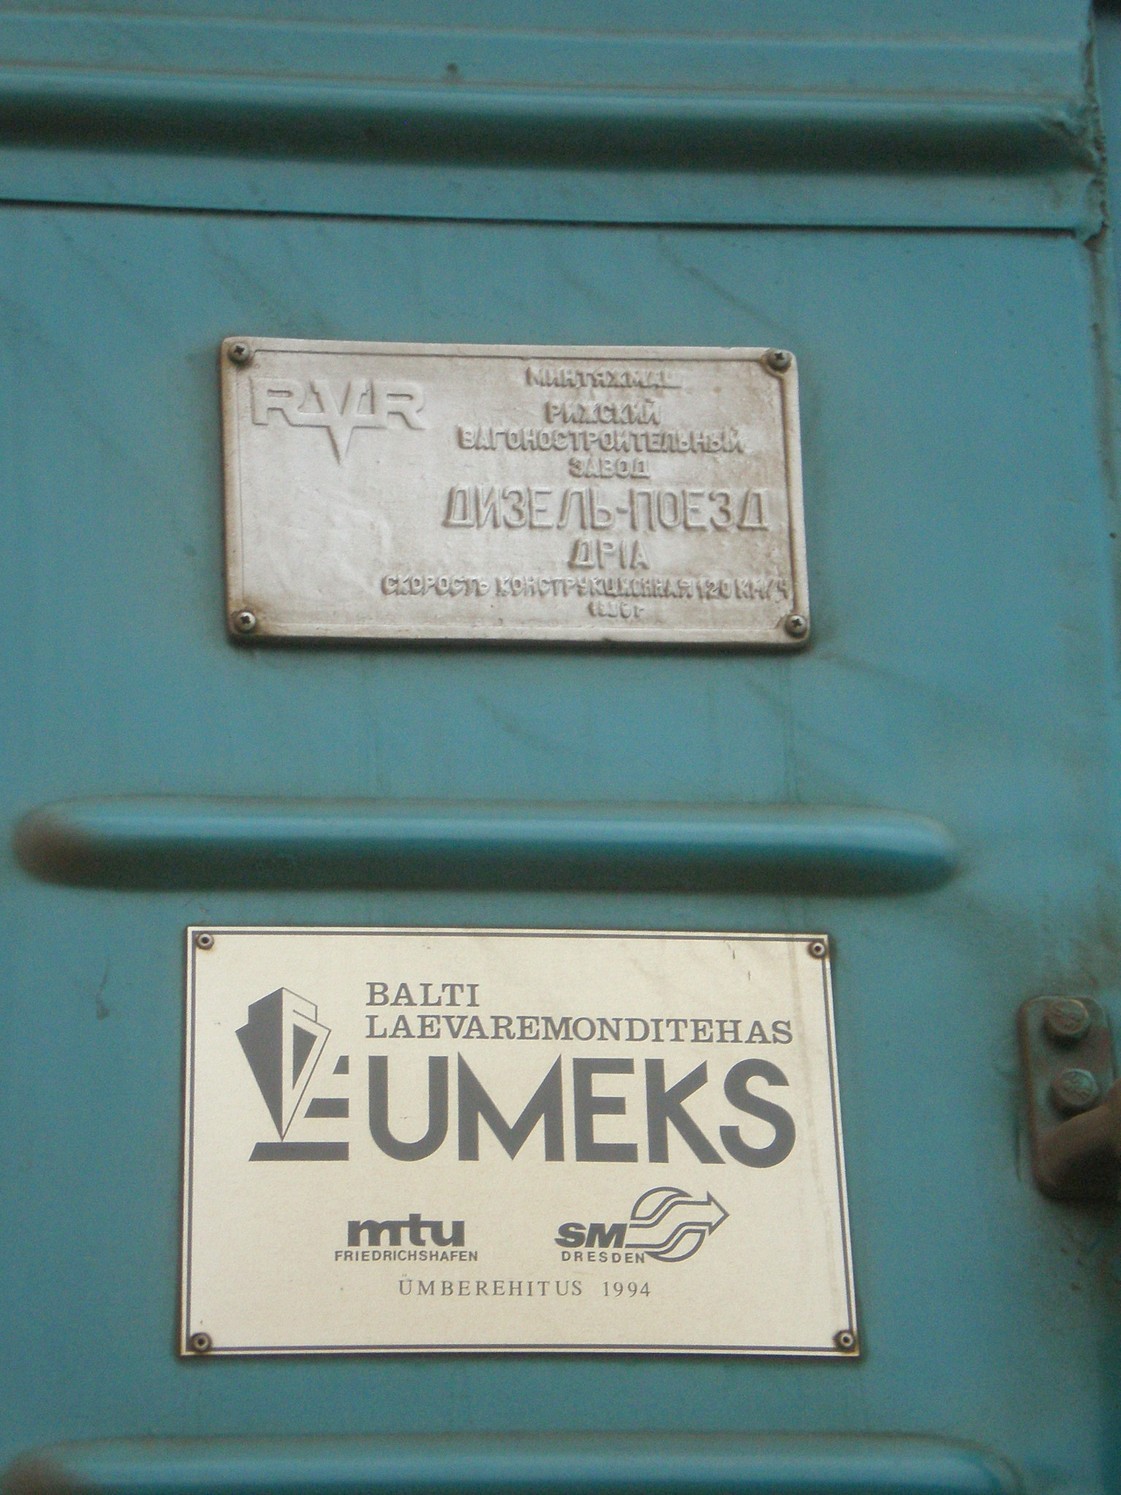 RVR
МИНТЯЖМАШ
РИЖСКИЙ
ВАГОНОСТРОИТЕЛЬНЫЙ
ЗАВОД
ДИЗЕЛЬ-ПОЕЗД
ДР1А
СКОРОСТЬ КОНСТРУКЦИОННАЯ 120 КМ/Ч
BALTI
LAEVAREMONDITEHAS
EUMEKS
mtu
FRIEDRICHSHAFEN
SM
DRESDEN
ÜMBEREHITUS 1994